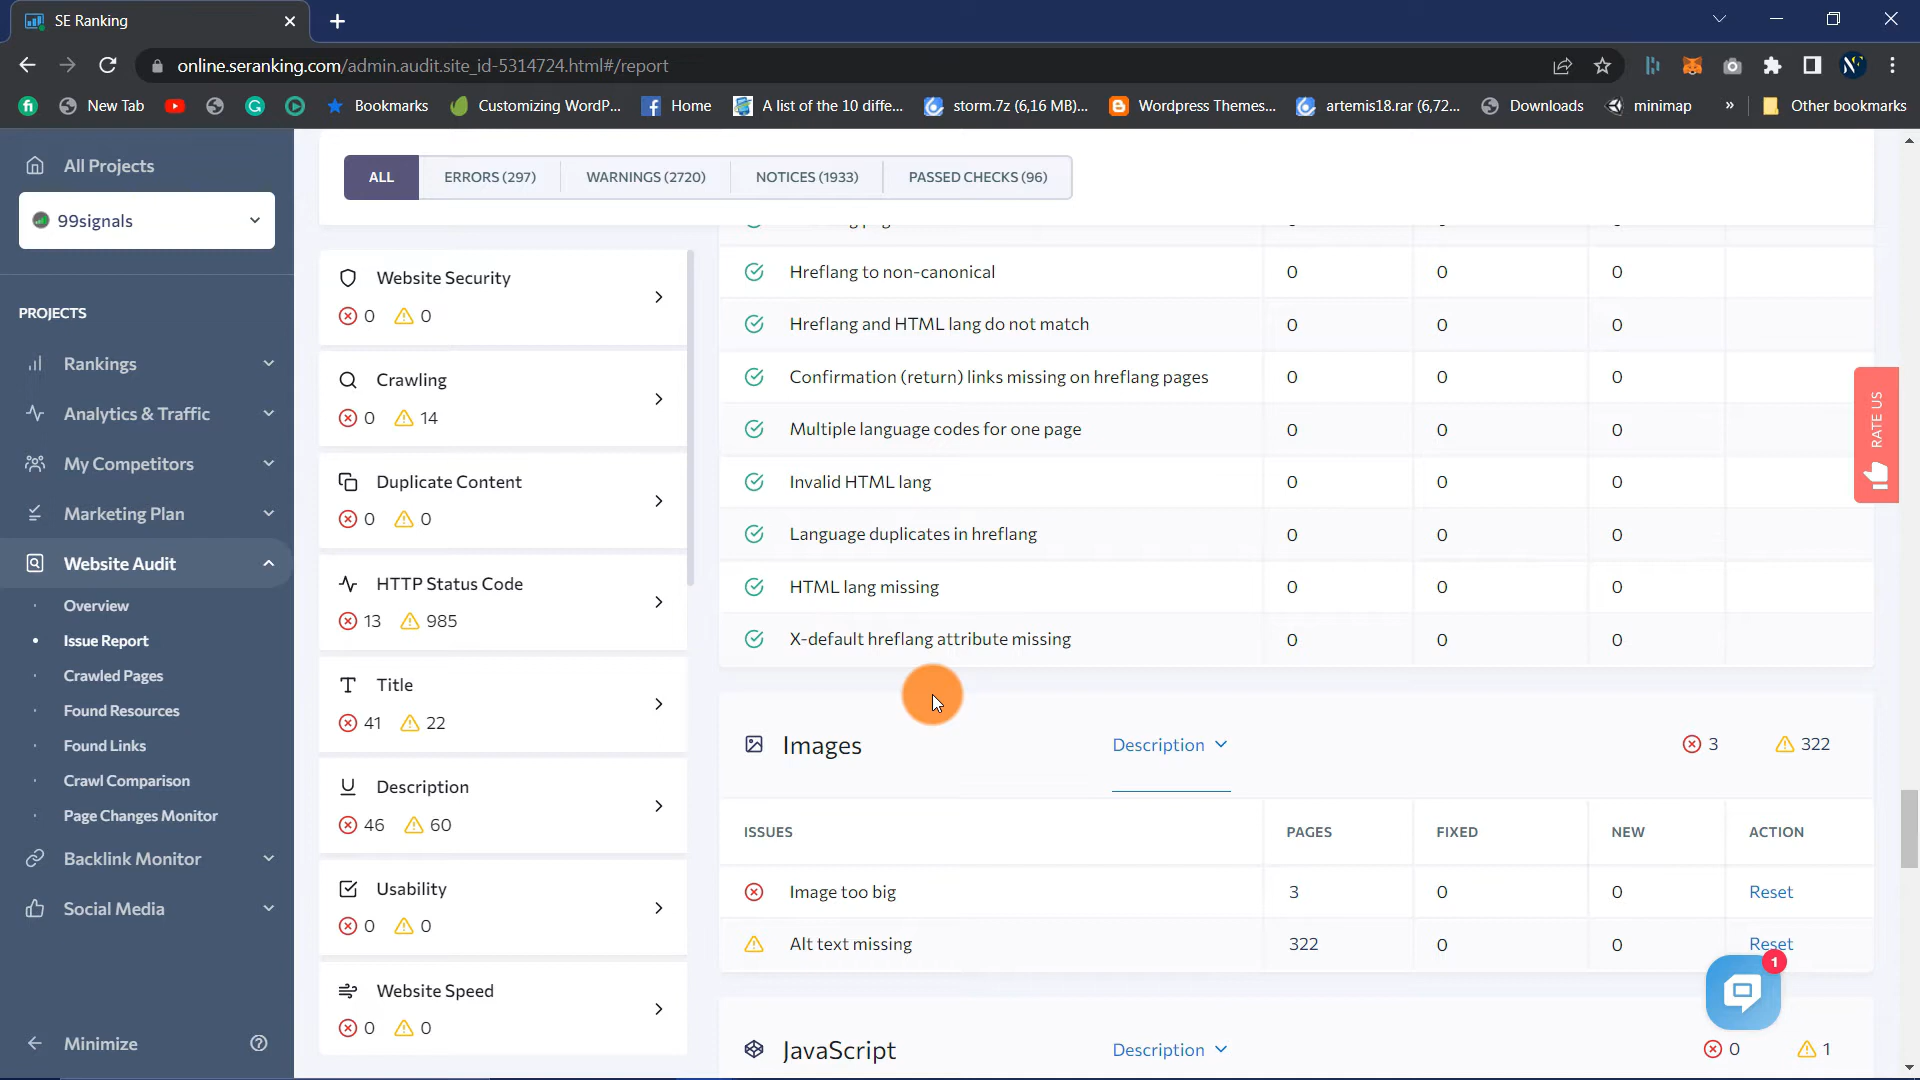 SE Ranking
online.seranking.com/admin.audit.site_id-5314724.html#/report
New Tab
Bookmarks
Customizing WordP...
Home
A list of the 10 diffe...
storm.7z (6,16 MB)...
Wordpress Themes...
artemis18.rar (6,72...
Downloads
minimap
»
Other bookmarks
All Projects
99signals
PROJECTS
Rankings
Analytics & Traffic
My Competitors
Marketing Plan
Website Audit
Overview
Issue Report
Crawled Pages
Found Resources
Found Links
Crawl Comparison
Page Changes Monitor
Backlink Monitor
Social Media
Minimize
ALL ERRORS (297) WARNINGS (2720) NOTICES (1933) PASSED CHECKS (96)
Website Security
0 0
Crawling
0 14
Duplicate Content
0 0
HTTP Status Code
13 985
Title
41 22
Description
46 60
Usability
0 0
Website Speed
0 0
Hreflang to non-canonical 0 0 0
Hreflang and HTML lang do not match 0 0 0
Confirmation (return) links missing on hreflang pages 0 0 0
Multiple language codes for one page 0 0 0
Invalid HTML lang 0 0 0
Language duplicates in hreflang 0 0 0
HTML lang missing 0 0 0
X-default hreflang attribute missing 0 0 0
Images Description 3 322
ISSUES PAGES FIXED NEW ACTION
Image too big 3 0 0 Reset
Alt text missing 322 0 0 Reset
JavaScript Description 0 1
RATE US
1